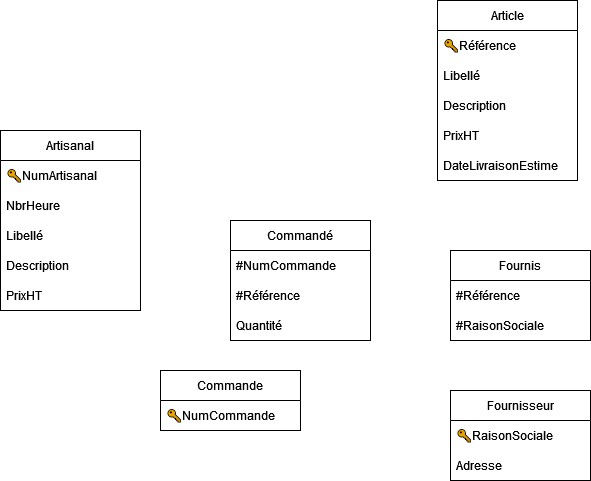 Article
Référence
Libellé
Description
PrixHT
DateLivraisonEstime
Artisanal
NumArtisanal
NbrHeure
Libellé
Description
PrixHT
Commandé
#NumCommande
#Référence
Quantité
Fournis
#Référence
#RaisonSociale
Commande
NumCommande
Fournisseur
RaisonSociale
Adresse